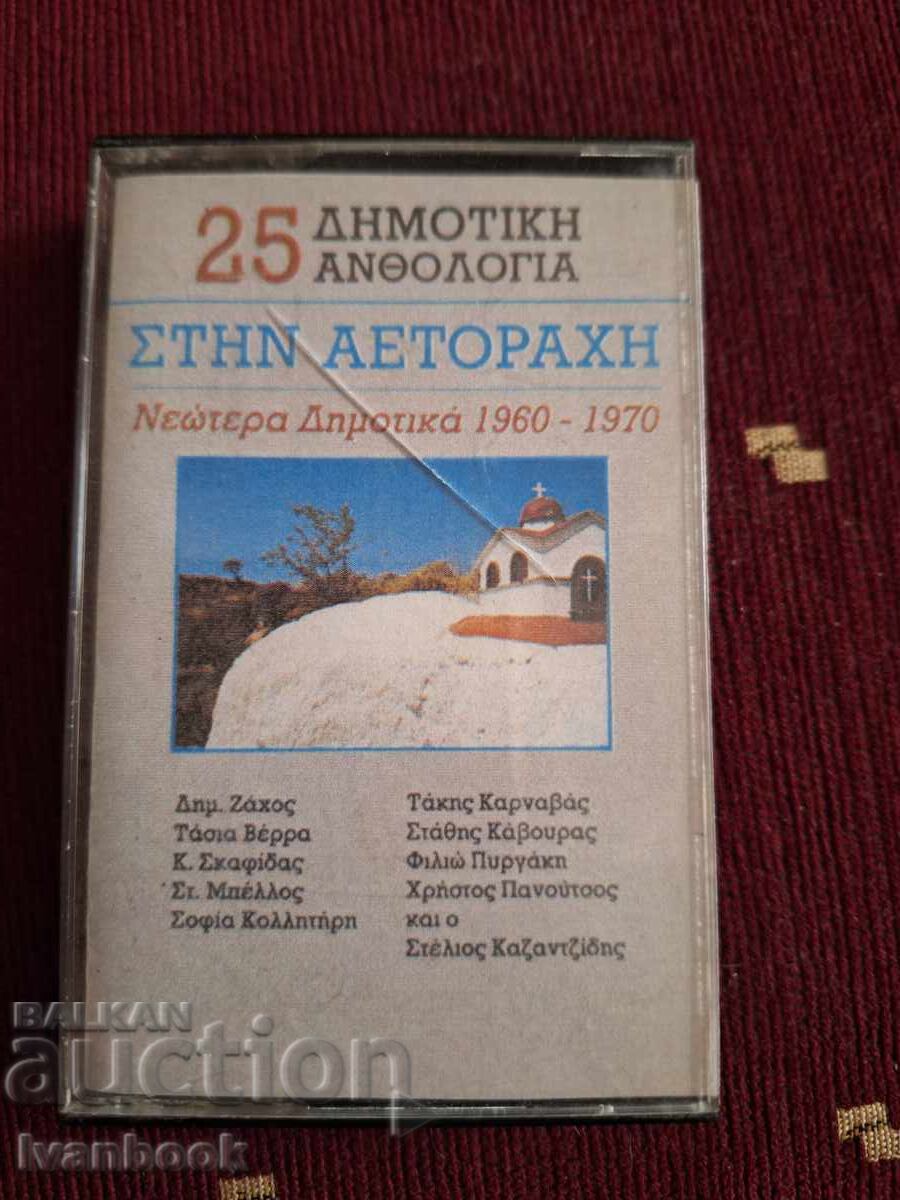 25 ΔΗΜΟΤΙΚΗ
ΑΝΘΟΛΟΓΙΑ
ΣΤΗΝ ΑΕΤΟΡΑΧΗ
Νεώτερα Δημοτικά 1960 - 1970
Δημ. Ζάχος
Τάσια Βέρρα
Κ. Σκαφίδας
Στ. Μπέλλος
Σοφία Κολλητήρη
Τάκης Καρναβάς
Στάθης Κάβουρας
Φιλιώ Πυργάκη
Χρήστος Πανούτσος
και ο
Στέλιος Καζαντζίδης
BALKAN
auction
Ivanbook